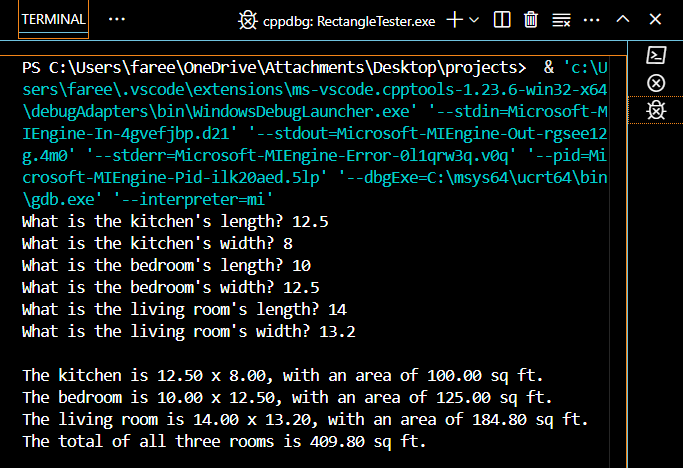 TERMINAL ··· cppdbg: RectangleTester.exe
PS C:\Users\faree\OneDrive\Attachments\Desktop\projects>  & 'c:\U
sers\faree\.vscode\extensions\ms-vscode.cpptools-1.23.6-win32-x64
\debugAdapters\bin\WindowsDebugLauncher.exe' '--stdin=Microsoft-M
IEngine-In-4gvefjbp.d21' '--stdout=Microsoft-MIEngine-Out-rgsee12
g.4m0' '--stderr=Microsoft-MIEngine-Error-0l1qrw3q.v0q' '--pid=Mi
crosoft-MIEngine-Pid-ilk20aed.5lp' '--dbgExe=C:\msys64\ucrt64\bin
\gdb.exe' '--interpreter=mi'
What is the kitchen's length? 12.5
What is the kitchen's width? 8
What is the bedroom's length? 10
What is the bedroom's width? 12.5
What is the living room's length? 14
What is the living room's width? 13.2
The kitchen is 12.50 x 8.00, with an area of 100.00 sq ft.
The bedroom is 10.00 x 12.50, with an area of 125.00 sq ft.
The living room is 14.00 x 13.20, with an area of 184.80 sq ft.
The total of all three rooms is 409.80 sq ft.